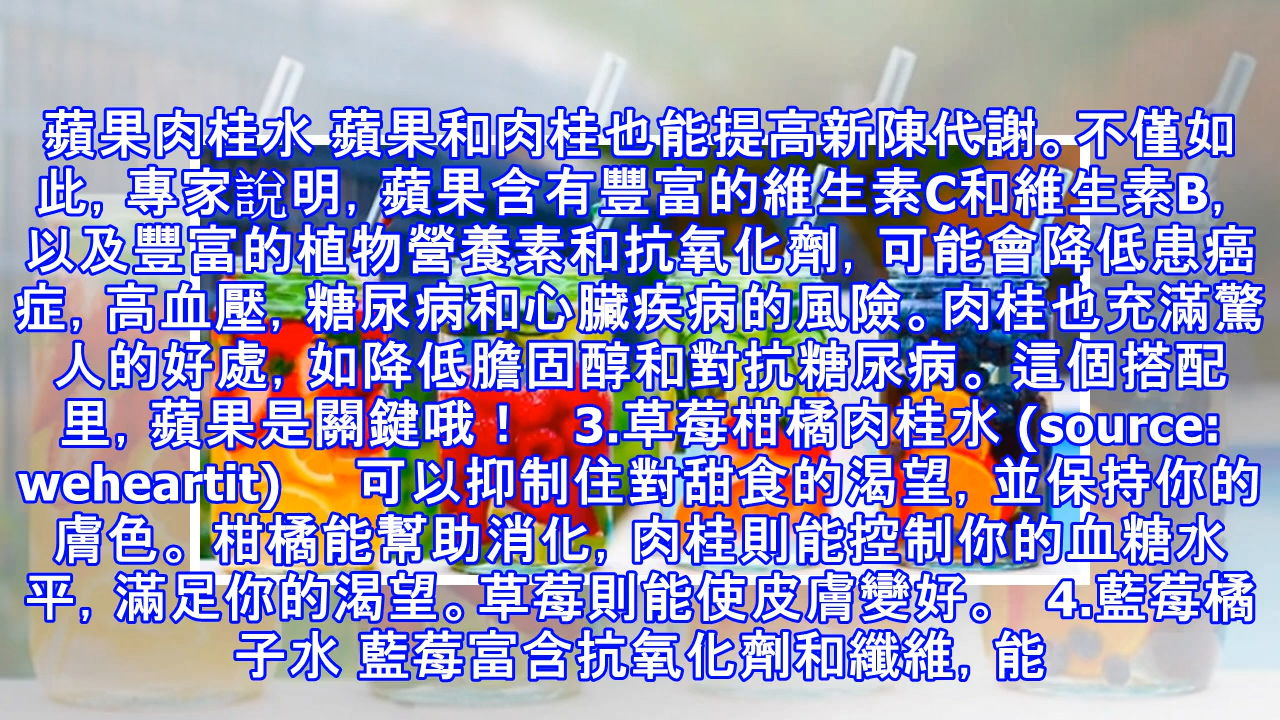 蘋果肉桂水 蘋果和肉桂也能提高新陳代謝。不僅如
此, 專家說明, 蘋果含有豐富的維生素C和維生素B,
以及豐富的植物營養素和抗氧化劑, 可能會降低患癌
症, 高血壓, 糖尿病和心臟疾病的風險。肉桂也充滿驚
人的好處, 如降低膽固醇和對抗糖尿病。這個搭配
里, 蘋果是關鍵哦！ 3.草莓柑橘肉桂水 (source:
weheartit) 可以抑制住對甜食的渴望, 並保持你的
膚色。柑橘能幫助消化, 肉桂則能控制你的血糖水
平, 滿足你的渴望。草莓則能使皮膚變好。 4.藍莓橘
子水 藍莓富含抗氧化劑和纖維, 能